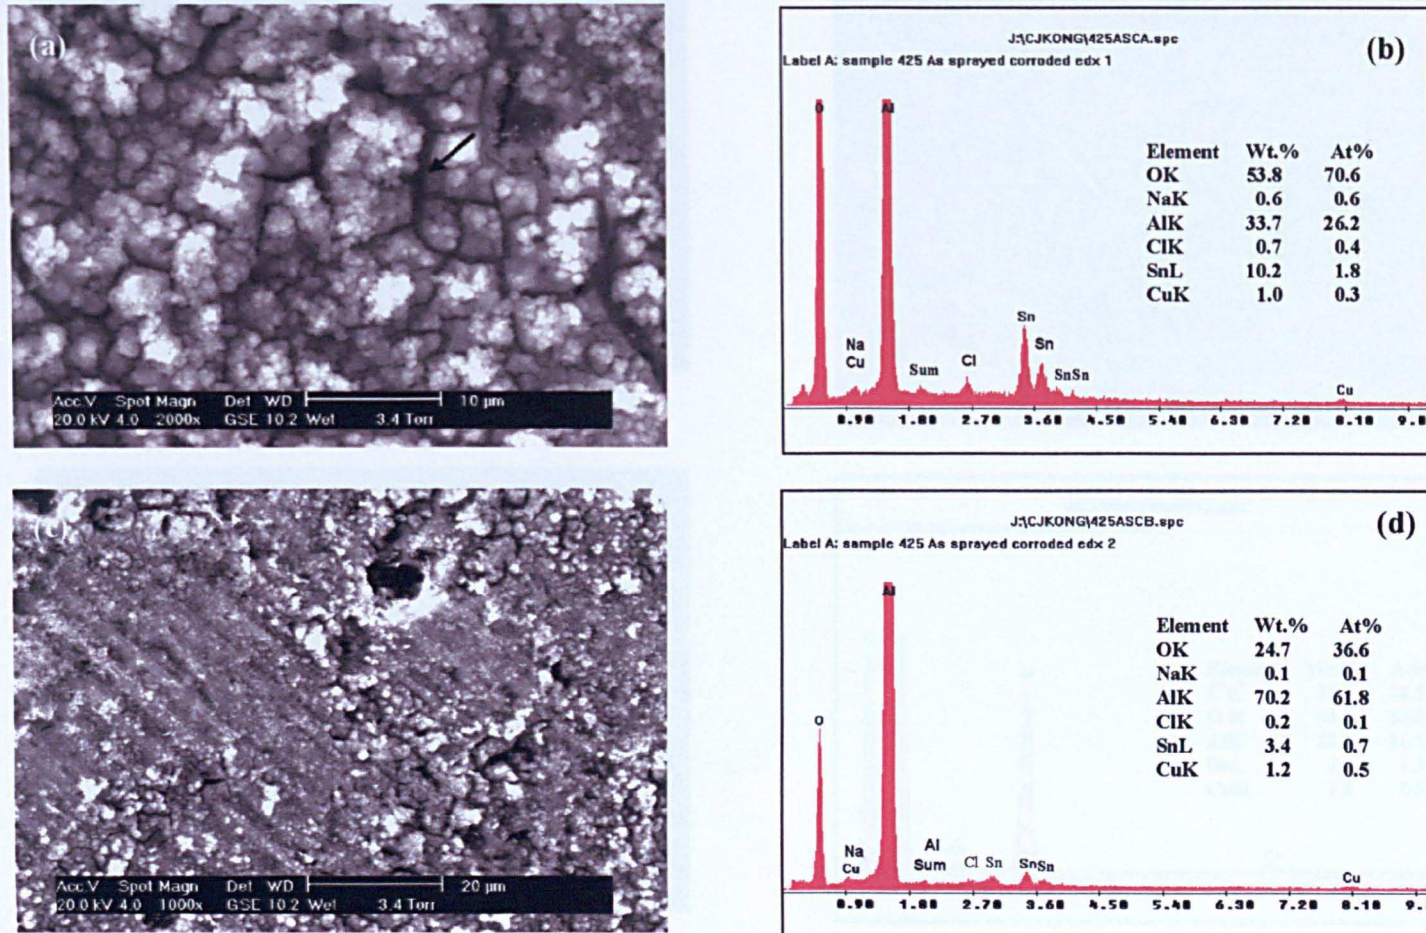 (a)
Acc.V Spot Magn Det WD 10 µm
20.0 kV 4.0 2000x GSE 10.2 Wet 3.4 Torr
J:\CJKONG\425ASCA.spc
(b)
Label A: sample 425 As sprayed corroded edx 1
O Al
Element Wt.% At%
OK 53.8 70.6
NaK 0.6 0.6
AlK 33.7 26.2
ClK 0.7 0.4
SnL 10.2 1.8
CuK 1.0 0.3
Na
Cu
Sum
Cl
Sn
Sn
SnSn
Cu
0.90 1.80 2.70 3.60 4.50 5.40 6.30 7.20 8.10 9.0
(c)
Acc.V Spot Magn Det WD 20 µm
20.0 kV 4.0 1000x GSE 10.2 Wet 3.4 Torr
J:\CJKONG\425ASCB.spc
(d)
Label A: sample 425 As sprayed corroded edx 2
Al
Element Wt.% At%
OK 24.7 36.6
NaK 0.1 0.1
AlK 70.2 61.8
ClK 0.2 0.1
SnL 3.4 0.7
CuK 1.2 0.5
O
Na
Cu
Al
Sum
Cl Sn
SnSn
Cu
0.90 1.80 2.70 3.60 4.50 5.40 6.30 7.20 8.10 9.